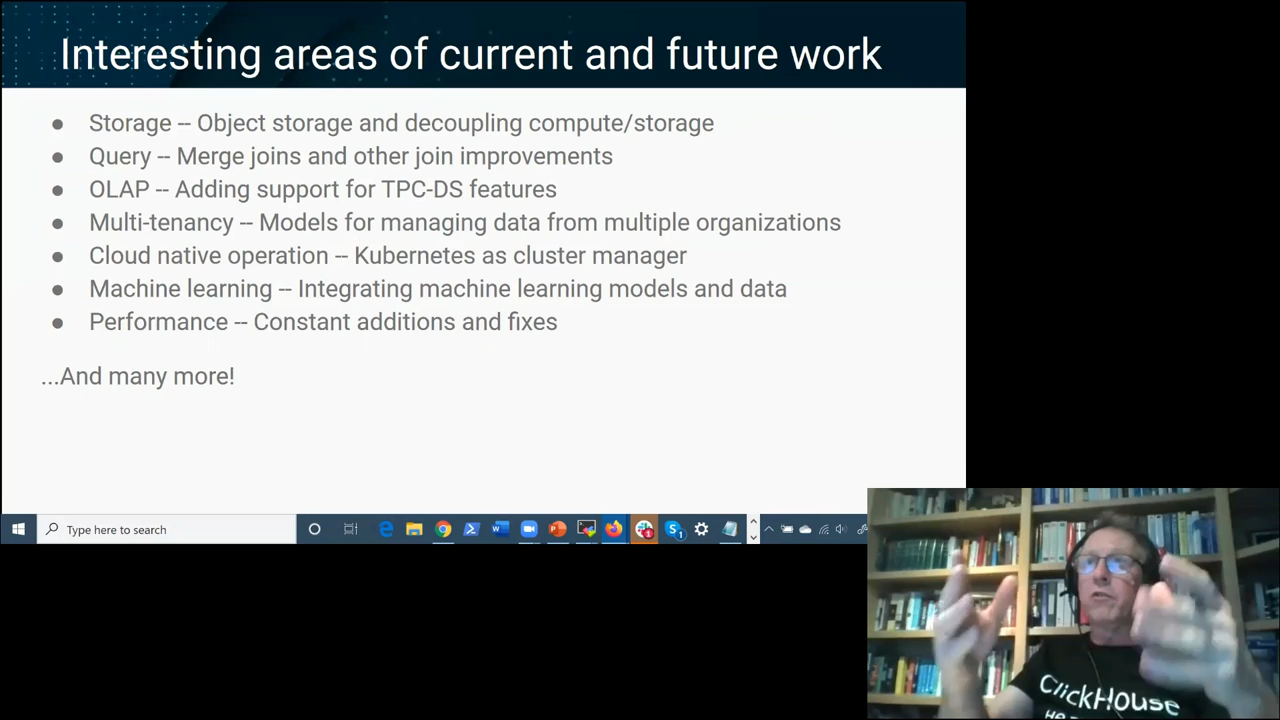 Interesting areas of current and future work
● Storage -- Object storage and decoupling compute/storage
● Query -- Merge joins and other join improvements
● OLAP -- Adding support for TPC-DS features
● Multi-tenancy -- Models for managing data from multiple organizations
● Cloud native operation -- Kubernetes as cluster manager
● Machine learning -- Integrating machine learning models and data
● Performance -- Constant additions and fixes
...And many more!
Type here to search
ClickHouse